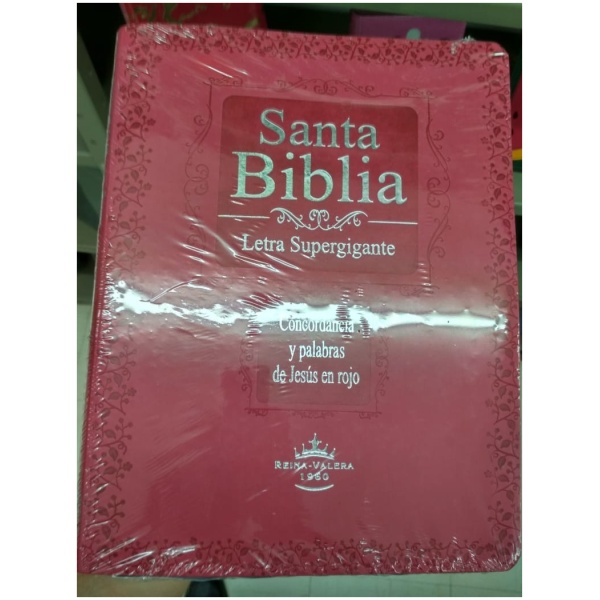 Santa
Biblia
Letra Supergigante
Concordancia
y palabras
de Jesús en rojo
REINA-VALERA
1960